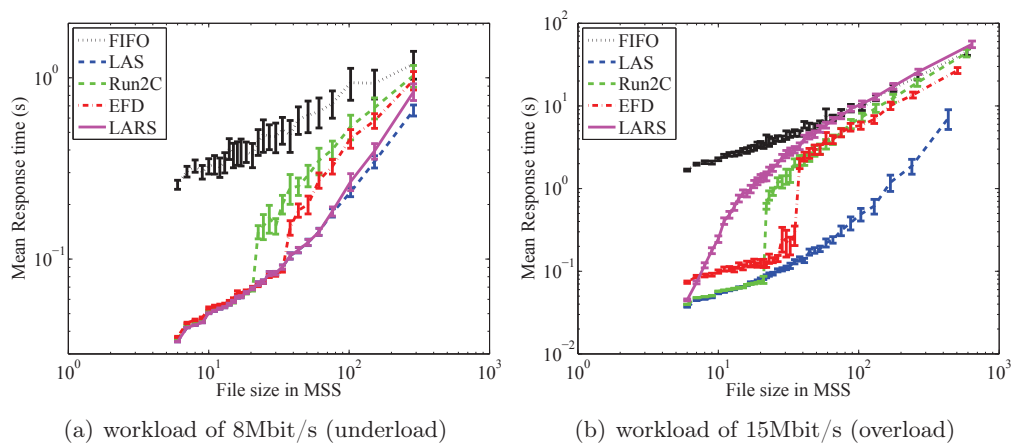 FIFO
LAS
Run2C
EFD
LARS
Mean Response time (s)
10^0
10^-1
10^0 10^1 10^2 10^3
File size in MSS
(a) workload of 8Mbit/s (underload)
FIFO
LAS
Run2C
EFD
LARS
Mean Response time (s)
10^2
10^1
10^0
10^-1
10^-2
10^0 10^1 10^2 10^3
File size in MSS
(b) workload of 15Mbit/s (overload)